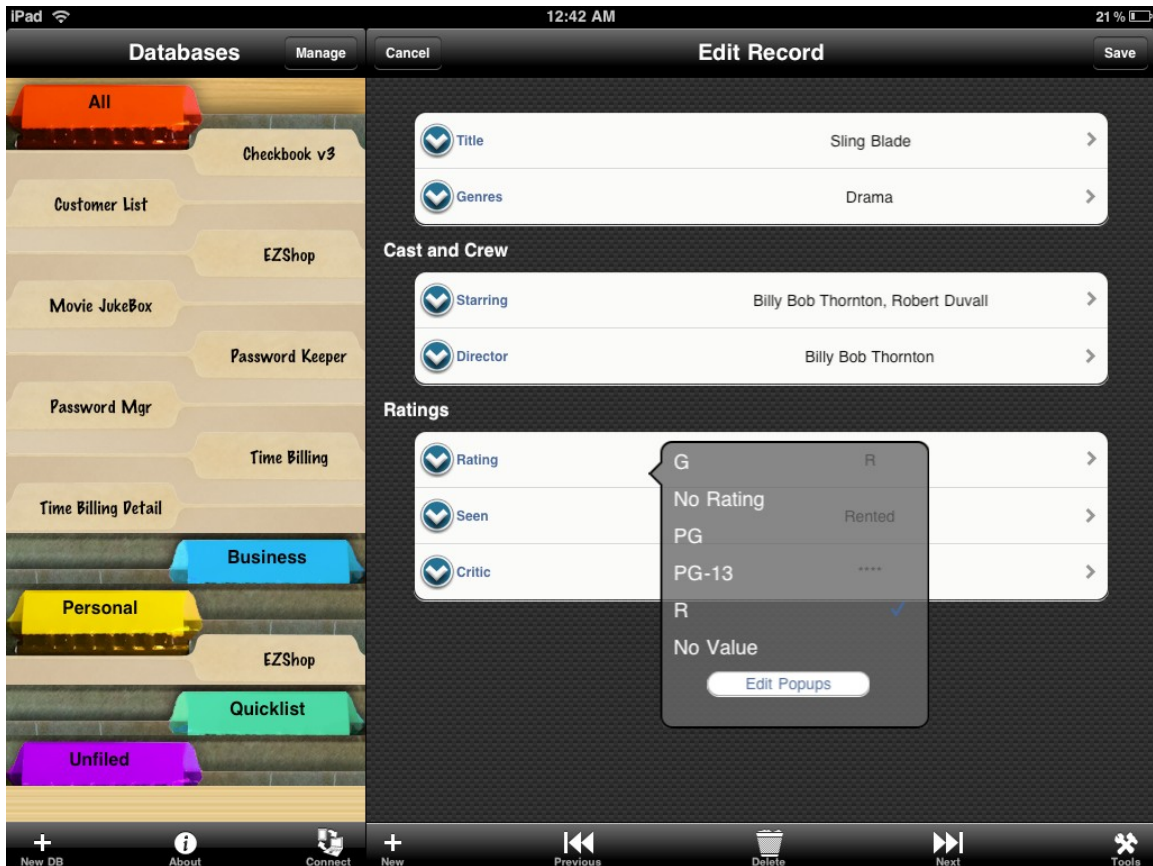 iPad 12:42 AM 21 %
Databases Manage
Cancel Edit Record Save
All
Checkbook v3
Customer List
EZShop
Movie JukeBox
Password Keeper
Password Mgr
Time Billing
Time Billing Detail
Business
Personal
EZShop
Quicklist
Unfiled
New DB About Connect
Title Sling Blade
Genres Drama
Cast and Crew
Starring Billy Bob Thornton, Robert Duvall
Director Billy Bob Thornton
Ratings
Rating R
Seen Rented
Critic ****
G
No Rating
PG
PG-13
R
No Value
Edit Popups
New Previous Delete Next Tools